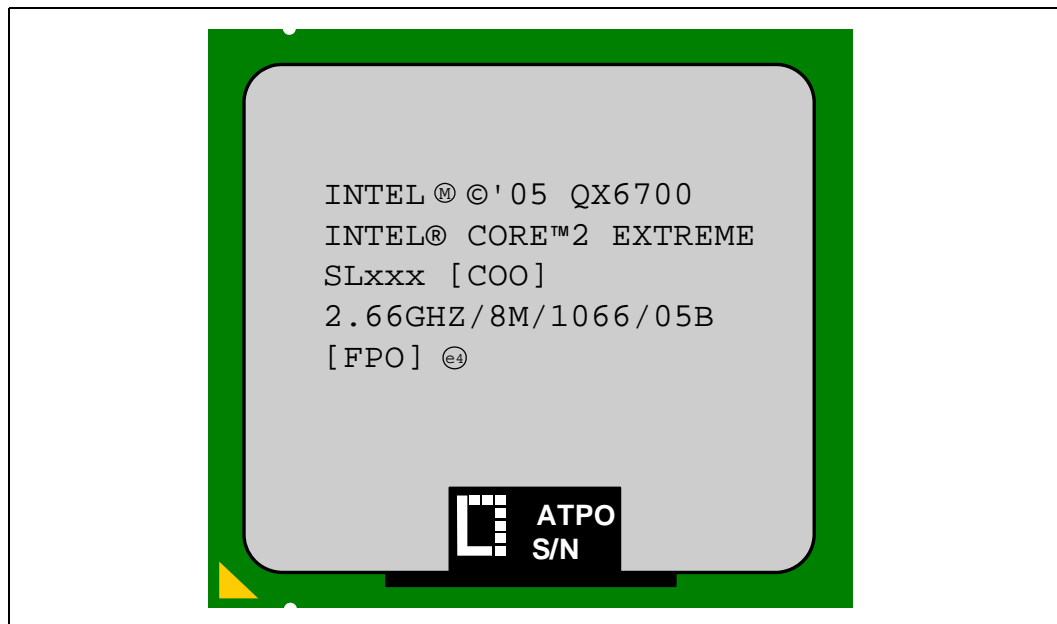 INTEL Ⓜ ©'05 QX6700
INTEL® CORE™2 EXTREME
SLxxx [COO]
2.66GHZ/8M/1066/05B
[FPO] (e4)
ATPO
S/N